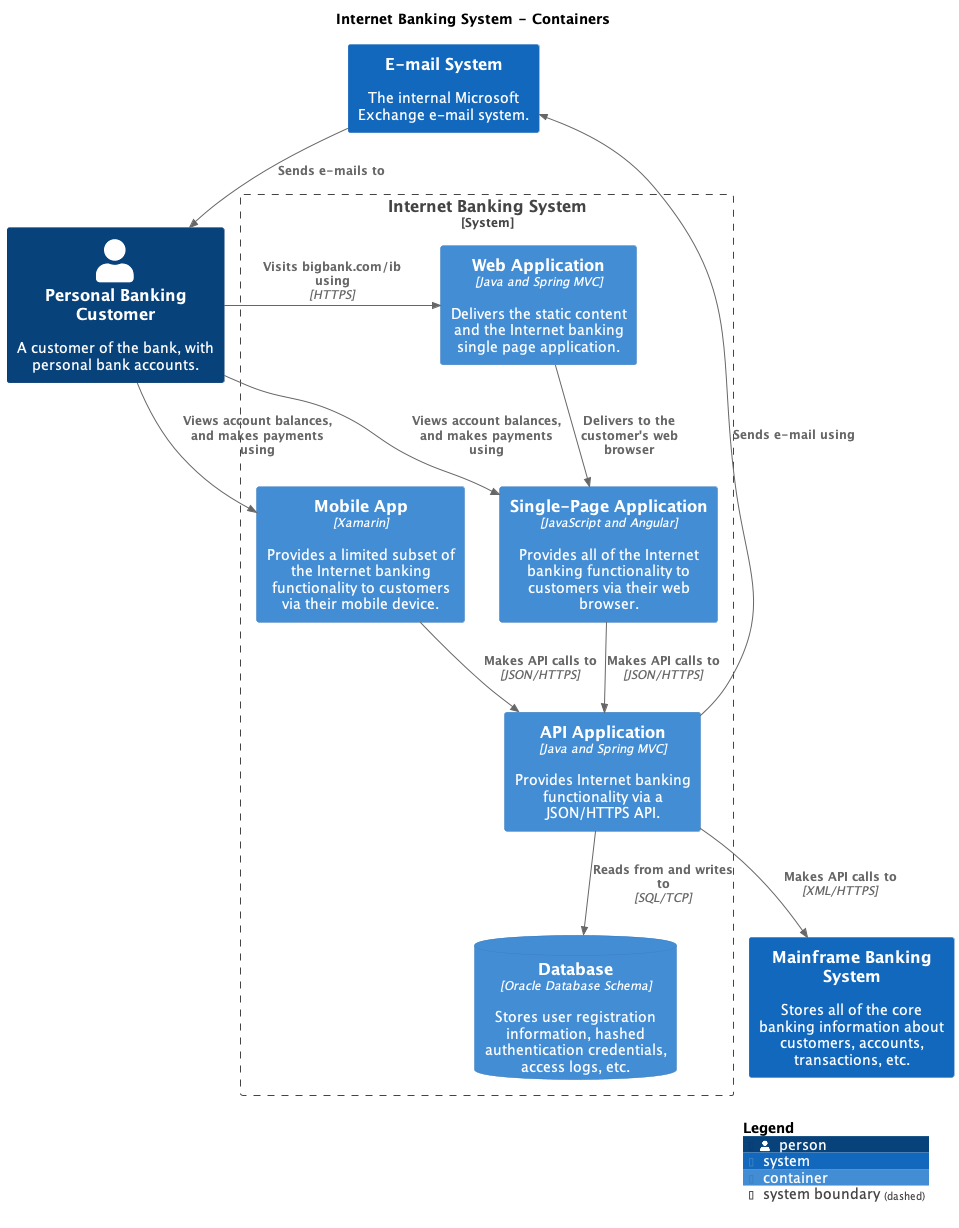 Internet Banking System - Containers
E-mail System
The internal Microsoft
Exchange e-mail system.
Sends e-mails to
Internet Banking System
[System]
Personal Banking
Customer
A customer of the bank, with
personal bank accounts.
Visits bigbank.com/ib
using
[HTTPS]
Web Application
[Java and Spring MVC]
Delivers the static content
and the Internet banking
single page application.
Views account balances,
and makes payments
using
Views account balances,
and makes payments
using
Delivers to the
customer's web
browser
Sends e-mail using
Mobile App
[Xamarin]
Provides a limited subset of
the Internet banking
functionality to customers
via their mobile device.
Single-Page Application
[JavaScript and Angular]
Provides all of the Internet
banking functionality to
customers via their web
browser.
Makes API calls to
[JSON/HTTPS]
Makes API calls to
[JSON/HTTPS]
API Application
[Java and Spring MVC]
Provides Internet banking
functionality via a
JSON/HTTPS API.
Reads from and writes
to
[SQL/TCP]
Makes API calls to
[XML/HTTPS]
Database
[Oracle Database Schema]
Stores user registration
information, hashed
authentication credentials,
access logs, etc.
Mainframe Banking
System
Stores all of the core
banking information about
customers, accounts,
transactions, etc.
Legend
person
system
container
system boundary (dashed)